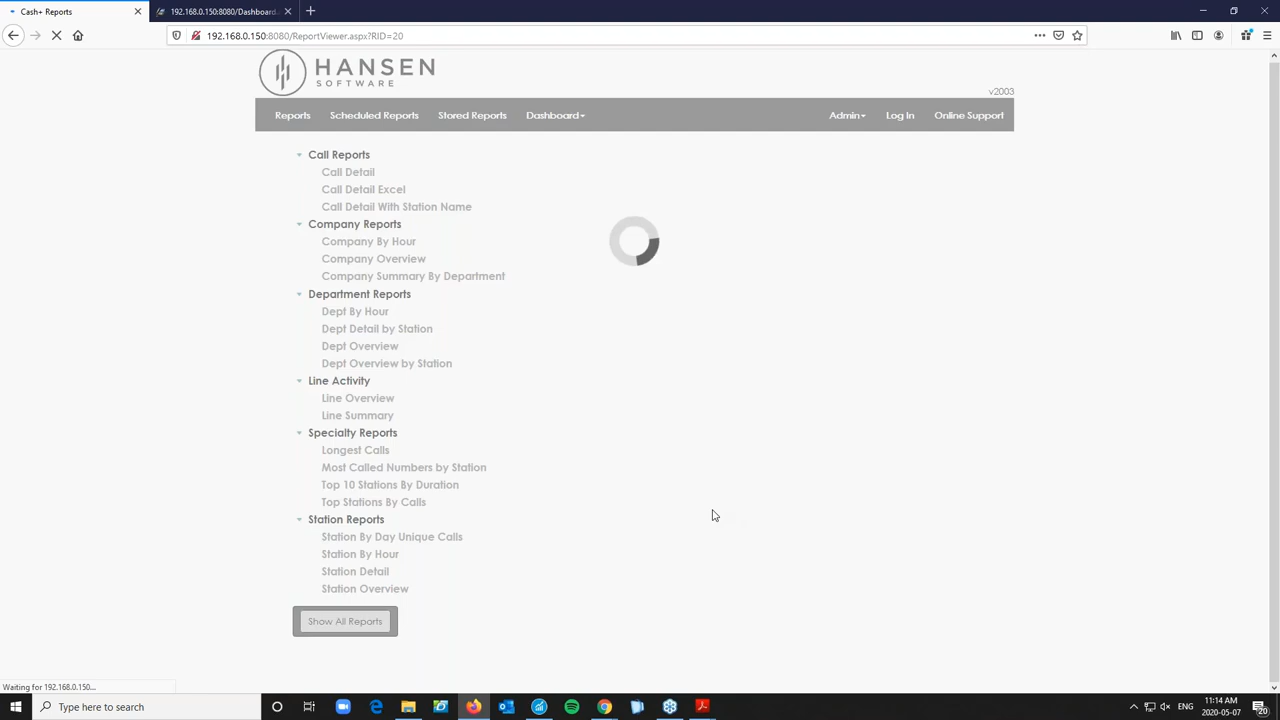 Cash+ Reports
192.168.0.150:8080/Dashboard.
192.168.0.150:8080/ReportViewer.aspx?RID=20
HANSEN
SOFTWARE
v2003
Reports Scheduled Reports Stored Reports Dashboard Admin Log In Online Support
Call Reports
Call Detail
Call Detail Excel
Call Detail With Station Name
Company Reports
Company By Hour
Company Overview
Company Summary By Department
Department Reports
Dept By Hour
Dept Detail by Station
Dept Overview
Dept Overview by Station
Line Activity
Line Overview
Line Summary
Specialty Reports
Longest Calls
Most Called Numbers by Station
Top 10 Stations By Duration
Top Stations By Calls
Station Reports
Station By Day Unique Calls
Station By Hour
Station Detail
Station Overview
Show All Reports
Waiting for 192.168.0.150...
Type here to search
ENG
11:14 AM
2020-05-07
20